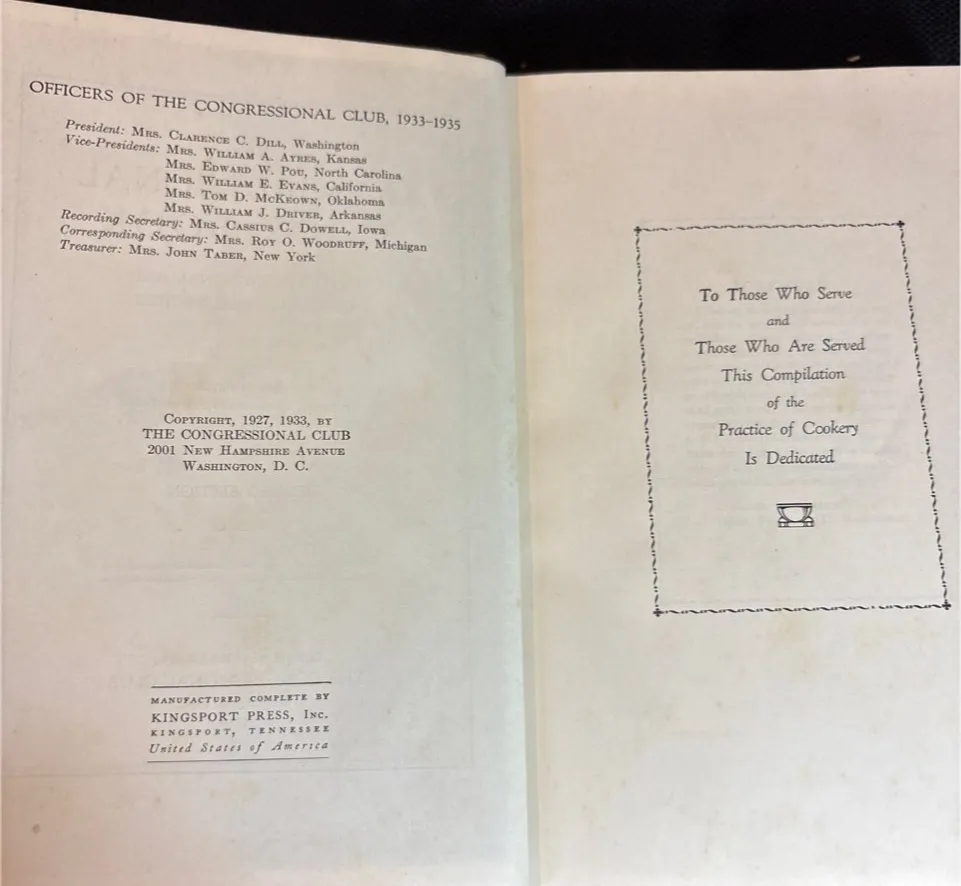 OFFICERS OF THE CONGRESSIONAL CLUB, 1933–1935
President: MRS. CLARENCE C. DILL, Washington
Vice-Presidents: MRS. WILLIAM A. AYRES, Kansas
MRS. EDWARD W. POU, North Carolina
MRS. WILLIAM E. EVANS, California
MRS. TOM D. MCKEOWN, Oklahoma
MRS. WILLIAM J. DRIVER, Arkansas
Recording Secretary: MRS. CASSIUS C. DOWELL, Iowa
Corresponding Secretary: MRS. ROY O. WOODRUFF, Michigan
Treasurer: MRS. JOHN TABER, New York
COPYRIGHT, 1927, 1933, BY
THE CONGRESSIONAL CLUB
2001 NEW HAMPSHIRE AVENUE
WASHINGTON, D. C.
MANUFACTURED COMPLETE BY
KINGSPORT PRESS, INC.
KINGSPORT, TENNESSEE
United States of America
To Those Who Serve
and
Those Who Are Served
This Compilation
of the
Practice of Cookery
Is Dedicated